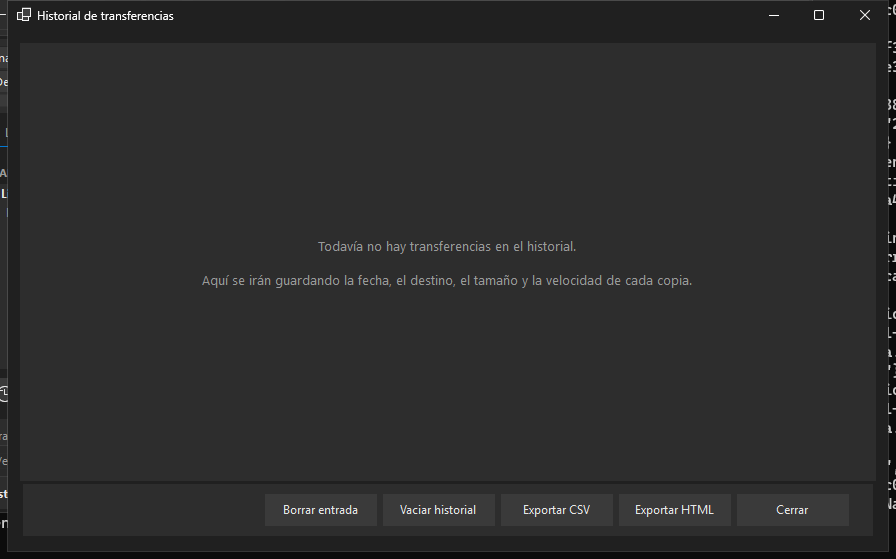 Historial de transferencias
Todavía no hay transferencias en el historial.
Aquí se irán guardando la fecha, el destino, el tamaño y la velocidad de cada copia.
Borrar entrada
Vaciar historial
Exportar CSV
Exportar HTML
Cerrar